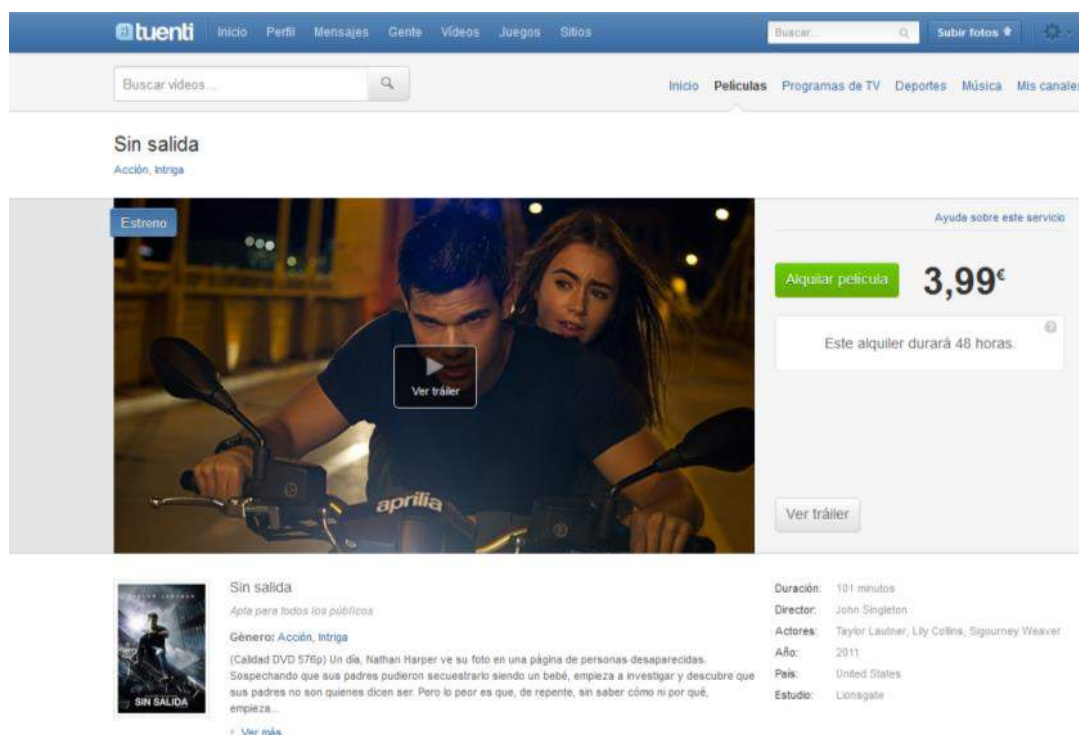 tuenti Inicio Perfil Mensajes Gente Vídeos Juegos Sitios Buscar... Subir fotos
Buscar vídeos... Inicio Películas Programas de TV Deportes Música Mis canales
Sin salida
Acción, Intriga
Estreno
Ver tráiler
aprilia
Ayuda sobre este servicio
Alquilar película 3,99€
Este alquiler durará 48 horas.
Ver tráiler
SIN SALIDA
Sin salida
Apta para todos los públicos
Género: Acción, Intriga
(Calidad DVD 576p) Un día, Nathan Harper ve su foto en una página de personas desaparecidas.
Sospechando que sus padres pudieron secuestrarlo siendo un bebé, empieza a investigar y descubre que
sus padres no son quienes dicen ser. Pero lo peor es que, de repente, sin saber cómo ni por qué,
empieza...
Ver más
Duración: 101 minutos
Director: John Singleton
Actores: Taylor Lautner, Lily Collins, Sigourney Weaver
Año: 2011
País: United States
Estudio: Lionsgate